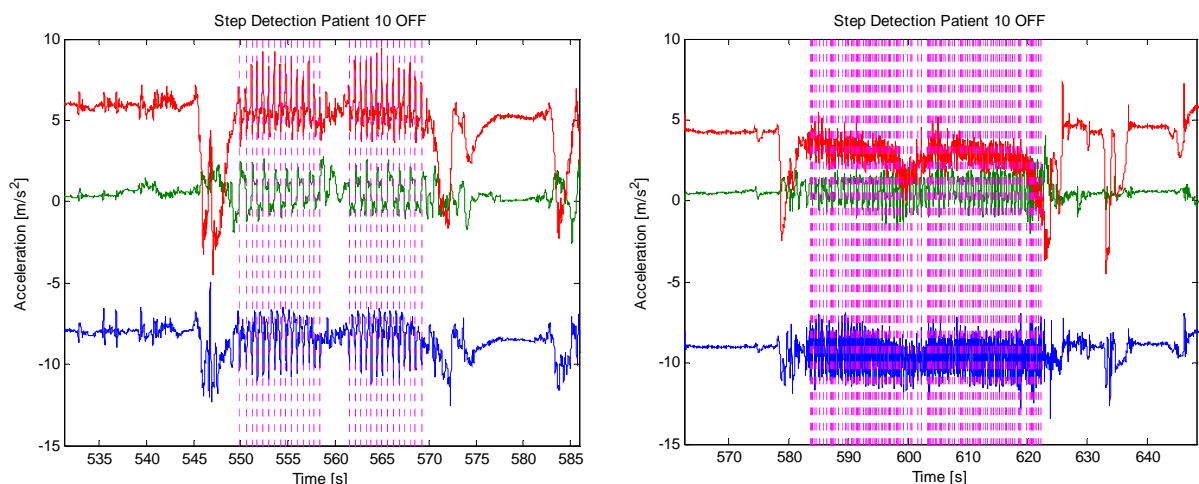 Step Detection Patient 10 OFF
10
5
0
-5
-10
-15
Acceleration [m/s²]
535 540 545 550 555 560 565 570 575 580 585
Time [s]
Step Detection Patient 10 OFF
10
5
0
-5
-10
-15
Acceleration [m/s²]
570 580 590 600 610 620 630 640
Time [s]